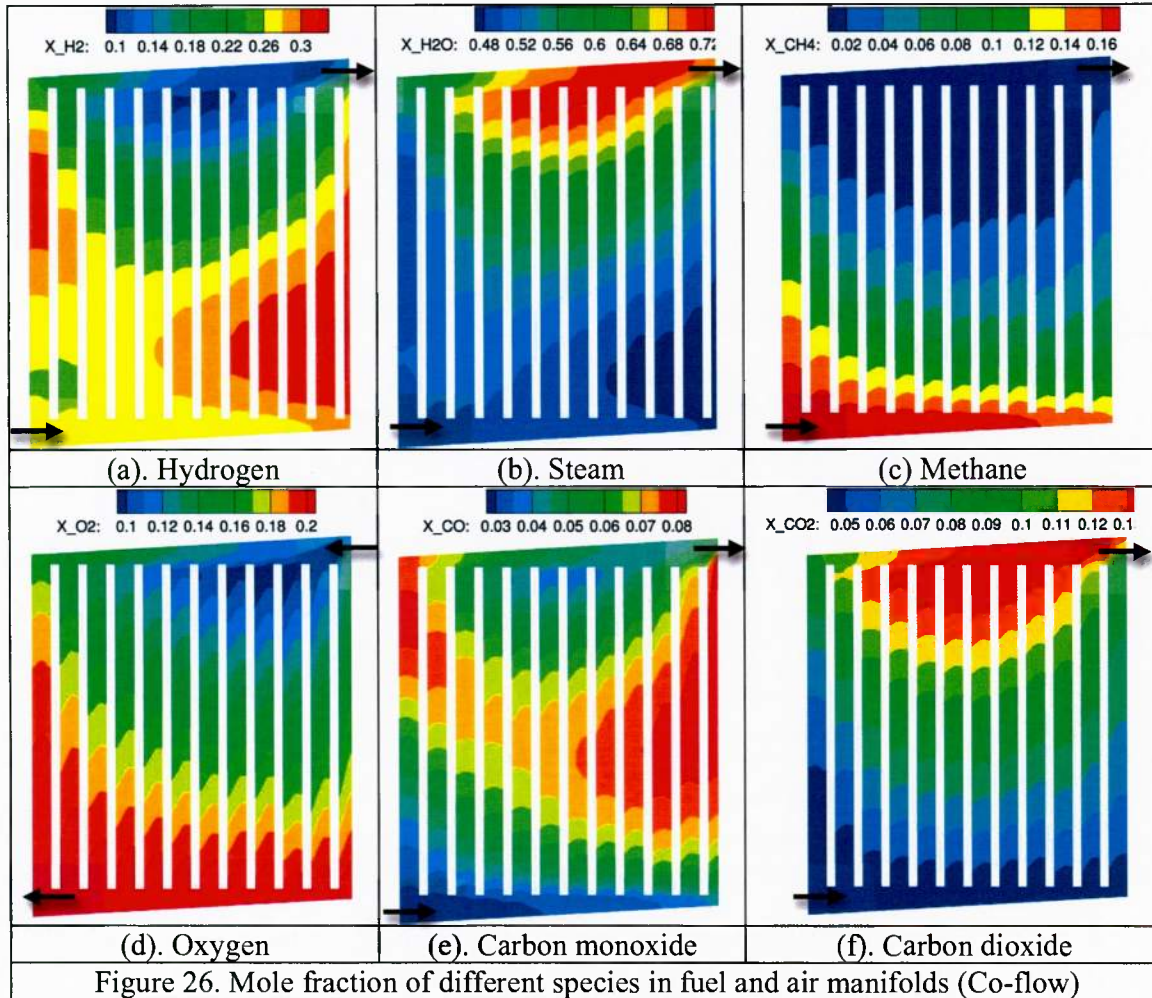 X_H2: 0.1 0.14 0.18 0.22 0.26 0.3
X_H2O: 0.48 0.52 0.56 0.6 0.64 0.68 0.72
X_CH4: 0.02 0.04 0.06 0.08 0.1 0.12 0.14 0.16
(a). Hydrogen
(b). Steam
(c) Methane
X_O2: 0.1 0.12 0.14 0.16 0.18 0.2
X_CO: 0.03 0.04 0.05 0.06 0.07 0.08
X_CO2: 0.05 0.06 0.07 0.08 0.09 0.1 0.11 0.12 0.1
(d). Oxygen
(e). Carbon monoxide
(f). Carbon dioxide
Figure 26. Mole fraction of different species in fuel and air manifolds (Co-flow)